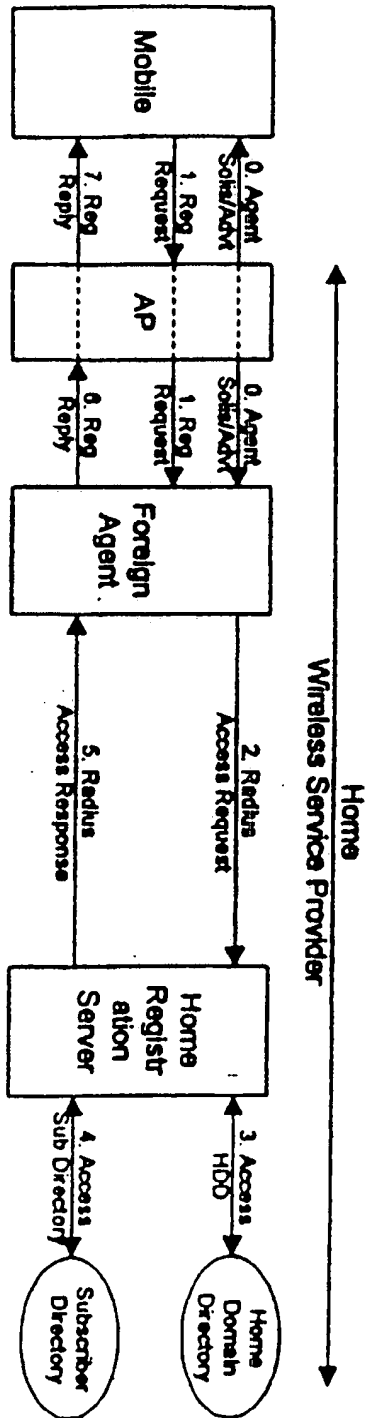 Home
Wireless Service Provider
Mobile
0. Agent
Solis/Advt
1. Reg
Request
7. Reg
Reply
AP
0. Agent
Solis/Advt
1. Reg
Request
6. Reg
Reply
Foreign
Agent.
2. Radius
Access Request
5. Radius
Access Response
Home
Registr
ation
Server
3. Access
HDD
4. Access
Sub Directory
Home
Domain
Directory
Subscriber
Directory